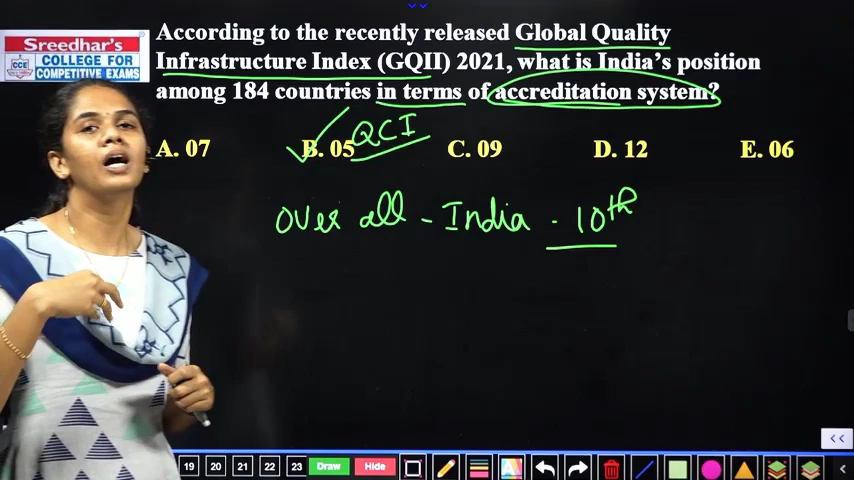 According to the recently released Global Quality
Infrastructure Index (GQII) 2021, what is India's position
among 184 countries in terms of accreditation system?
Sreedhar's
CCE
COLLEGE FOR
COMPETITIVE EXAMS
QCI
A. 07 B. 05 C. 09 D. 12 E. 06
Over all - India - 10th
<<
19 20 21 22 23 Draw Hide